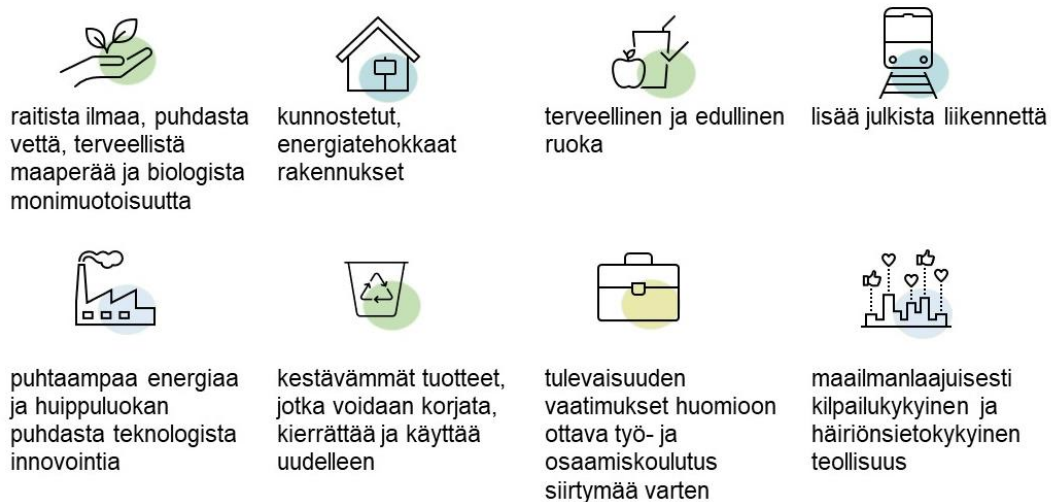 raitista ilmaa, puhdasta
vettä, terveellistä
maaperää ja biologista
monimuotoisuutta
kunnostetut,
energiatehokkaat
rakennukset
terveellinen ja edullinen
ruoka
lisää julkista liikennettä
puhtaampaa energiaa
ja huippuluokan
puhdasta teknologista
innovointia
kestävämmät tuotteet,
jotka voidaan korjata,
kierrättää ja käyttää
uudelleen
tulevaisuuden
vaatimukset huomioon
ottava työ- ja
osaamiskoulutus
siirtymää varten
maailmanlaajuisesti
kilpailukykyinen ja
häiriönsietokykyinen
teollisuus